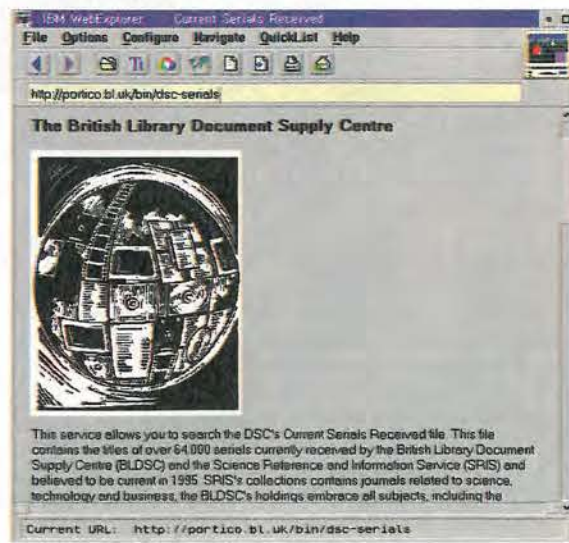 IBM WebExplorer - Current Serials Received
File Options Configure Navigate QuickList Help
http://portico.bl.uk/bin/dsc-serials
The British Library Document Supply Centre
This service allows you to search the DSC's Current Serials Received file. This file
contains the titles of over 64,000 serials currently received by the British Library Document
Supply Centre (BLDSC) and the Science Reference and Information Service (SRIS) and
believed to be current in 1995. SRIS's collections contains journals related to science,
technology and business, the BLDSC's holdings embrace all subjects, including the
Current URL: http://portico.bl.uk/bin/dsc-serials